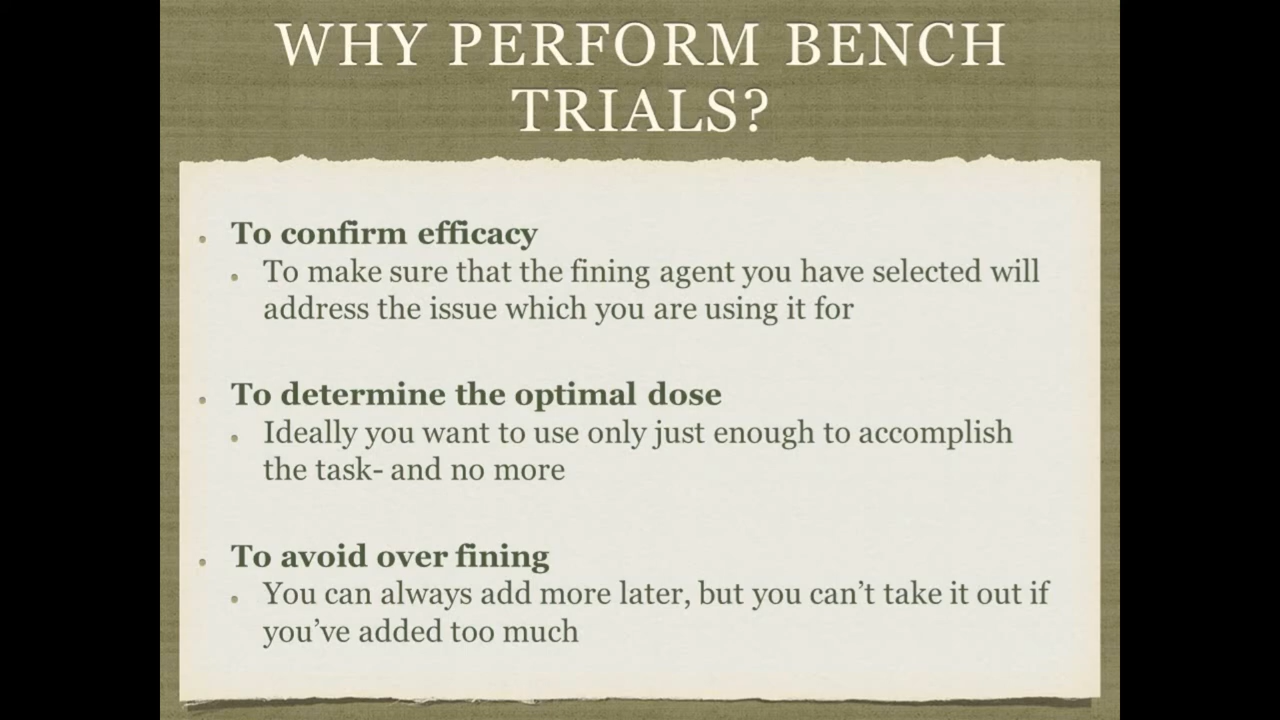 WHY PERFORM BENCH
TRIALS?
To confirm efficacy
To make sure that the fining agent you have selected will
address the issue which you are using it for
To determine the optimal dose
Ideally you want to use only just enough to accomplish
the task- and no more
To avoid over fining
You can always add more later, but you can’t take it out if
you’ve added too much